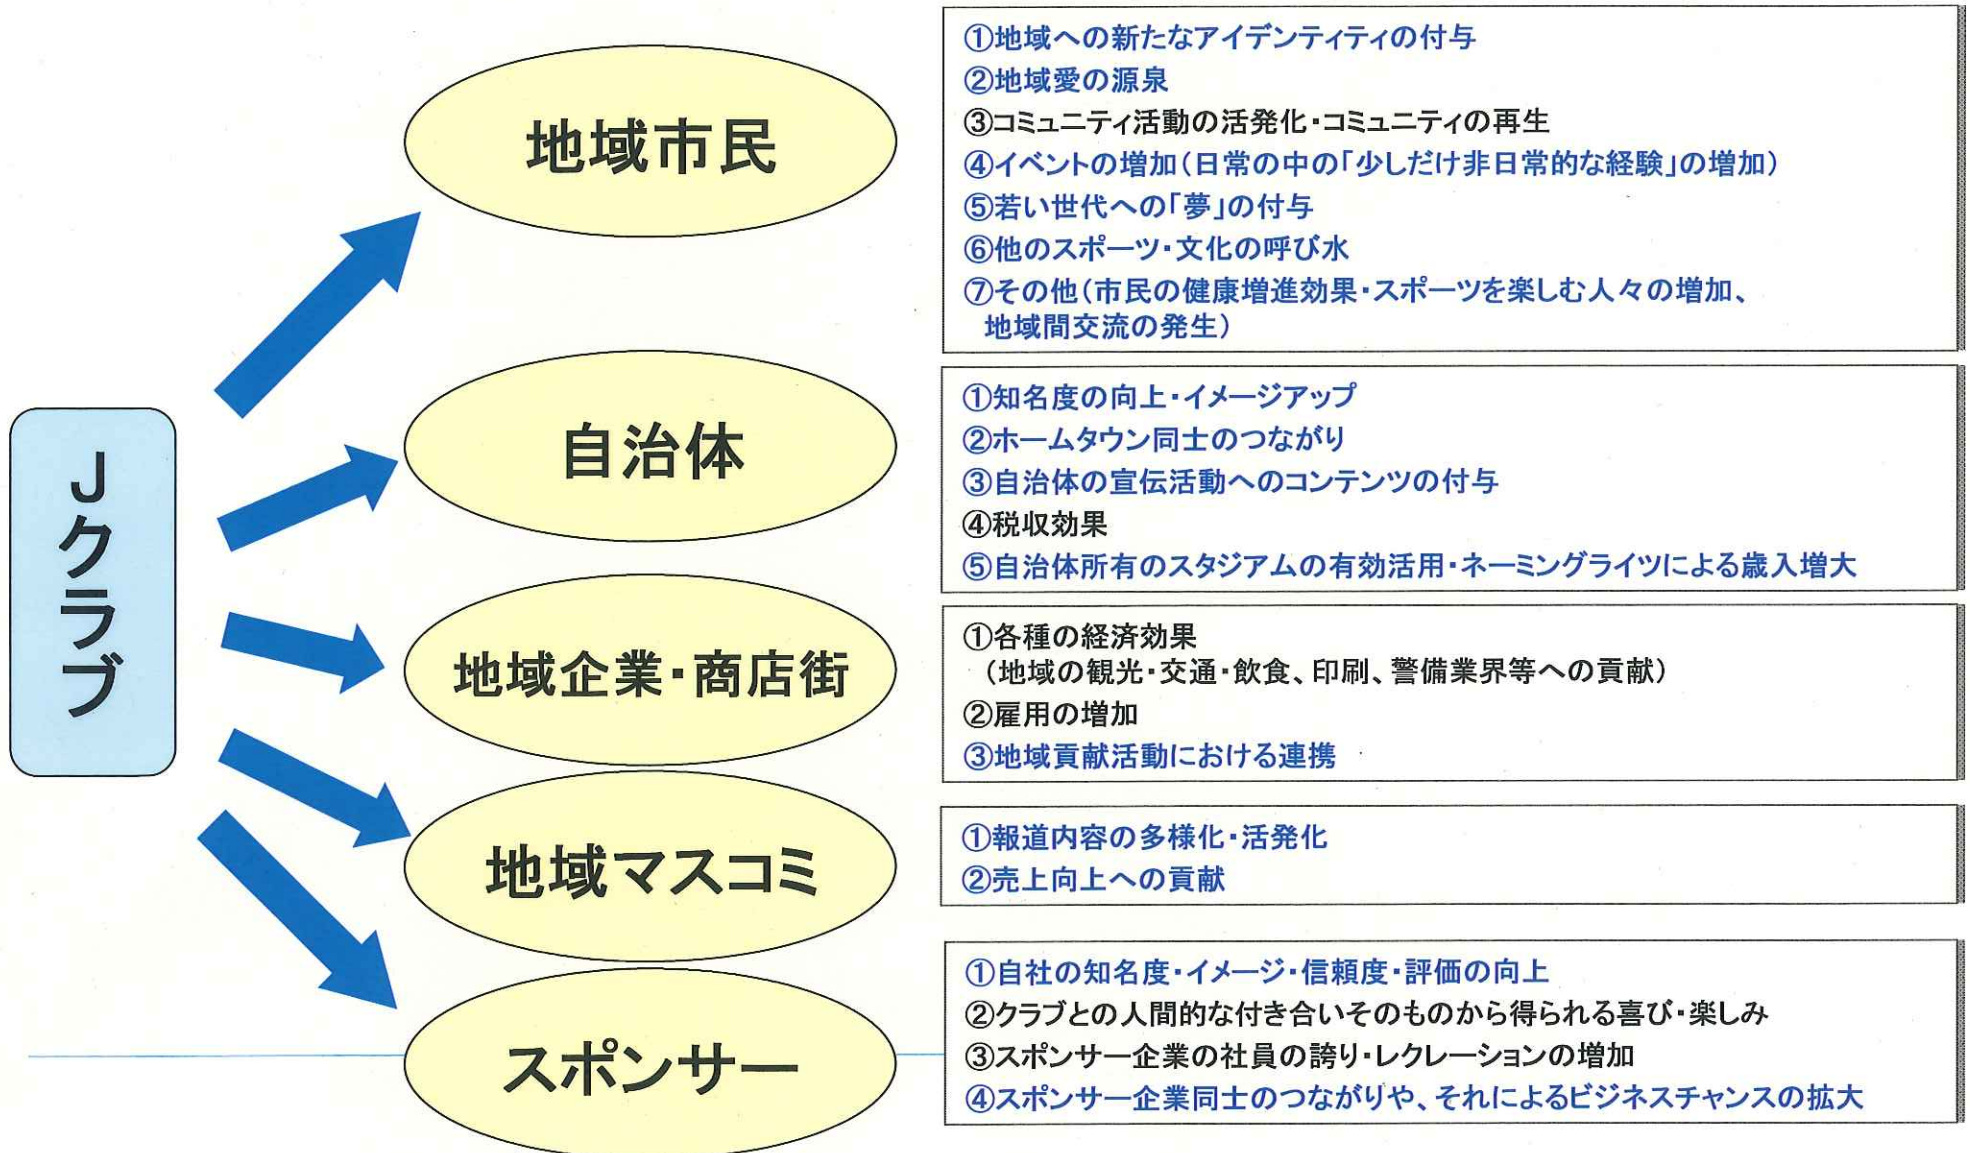 Jクラブ
地域市民
①地域への新たなアイデンティティの付与
②地域愛の源泉
③コミュニティ活動の活発化・コミュニティの再生
④イベントの増加(日常の中の「少しだけ非日常的な経験」の増加)
⑤若い世代への「夢」の付与
⑥他のスポーツ・文化の呼び水
⑦その他(市民の健康増進効果・スポーツを楽しむ人々の増加、
地域間交流の発生)
自治体
①知名度の向上・イメージアップ
②ホームタウン同士のつながり
③自治体の宣伝活動へのコンテンツの付与
④税収効果
⑤自治体所有のスタジアムの有効活用・ネーミングライツによる歳入増大
地域企業・商店街
①各種の経済効果
(地域の観光・交通・飲食、印刷、警備業界等への貢献)
②雇用の増加
③地域貢献活動における連携
地域マスコミ
①報道内容の多様化・活発化
②売上向上への貢献
スポンサー
①自社の知名度・イメージ・信頼度・評価の向上
②クラブとの人間的な付き合いそのものから得られる喜び・楽しみ
③スポンサー企業の社員の誇り・レクレーションの増加
④スポンサー企業同士のつながりや、それによるビジネスチャンスの拡大